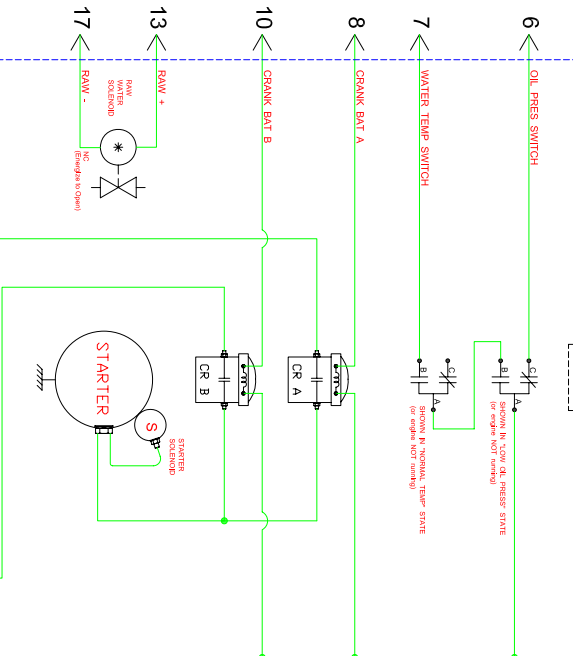 17
13
10
8
7
6
RAW -
RAW +
CRANK BAT B
CRANK BAT A
WATER TEMP SWITCH
OIL PRES SWITCH
RAW
WATER
SOLENOID
NC
(Energize to Open)
*
B
C
A
B
C
A
SHOWN IN "NORMAL TEMP" STATE
(or engine NOT running)
SHOWN IN "LOW OIL PRESS" STATE
(or engine NOT running)
CR B
CR A
STARTER
S
STARTER
SOLENOID